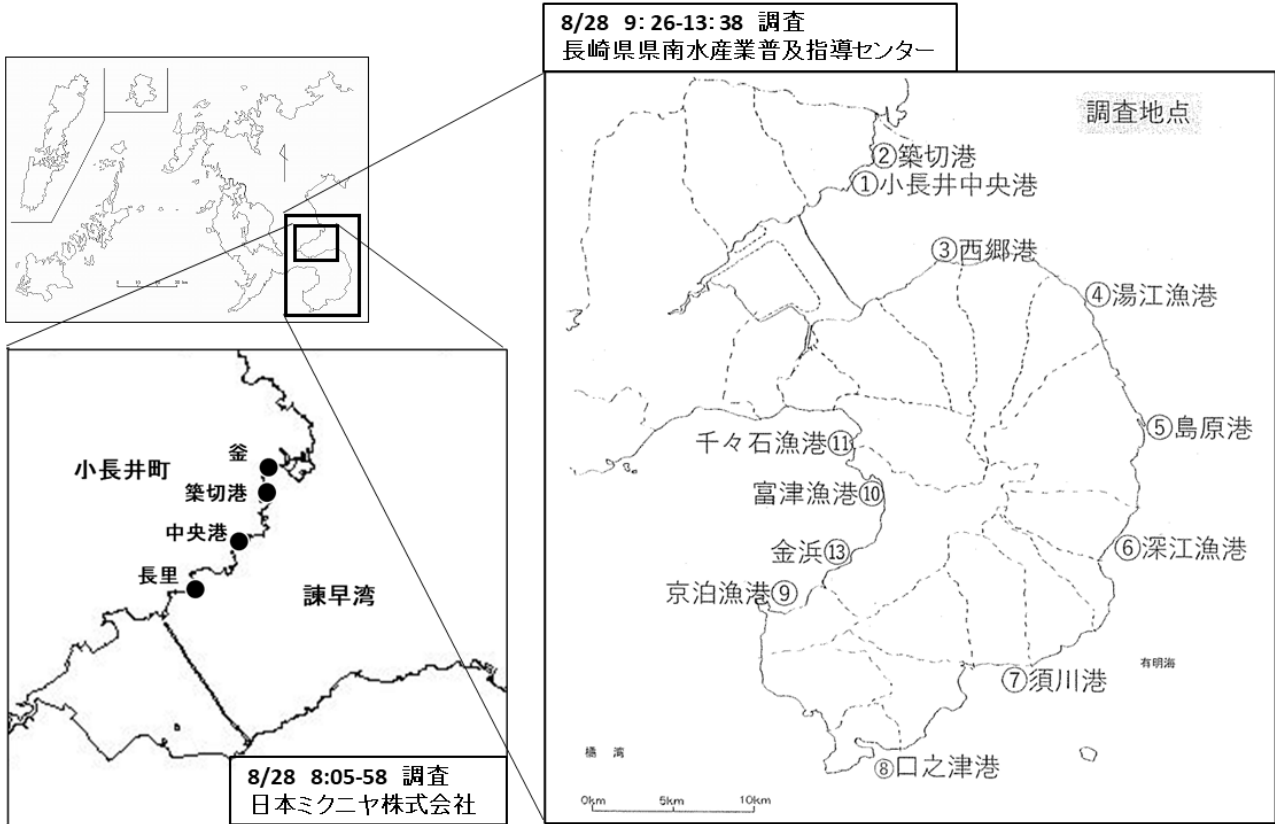 8/28 9:26-13:38 調査
長崎県県南水産業普及指導センター
調査地点
②築切港
①小長井中央港
③西郷港
④湯江漁港
⑤島原港
千々石漁港⑪
富津漁港⑩
⑥深江漁港
金浜⑬
京泊漁港⑨
有明海
⑦須川港
橘湾
⑧口之津港
0km 5km 10km
小長井町
釜
築切港
中央港
長里
諫早湾
8/28 8:05-58 調査
日本ミクニヤ株式会社